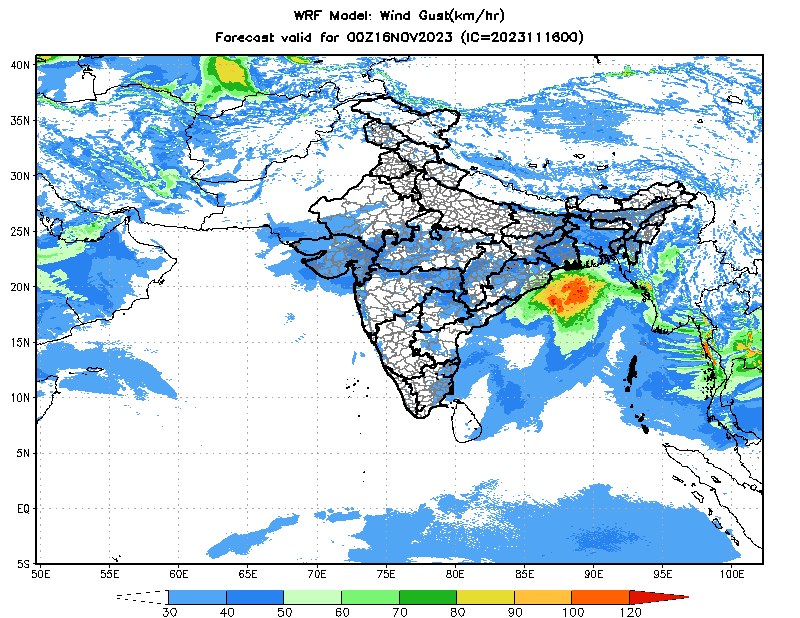 WRF Model: Wind Gust(km/hr)
Forecast valid for 00Z16NOV2023 (IC=2023111600)
40N
35N
30N
25N
20N
15N
10N
5N
EQ
5S
50E 55E 60E 65E 70E 75E 80E 85E 90E 95E 100E
30 40 50 60 70 80 90 100 120